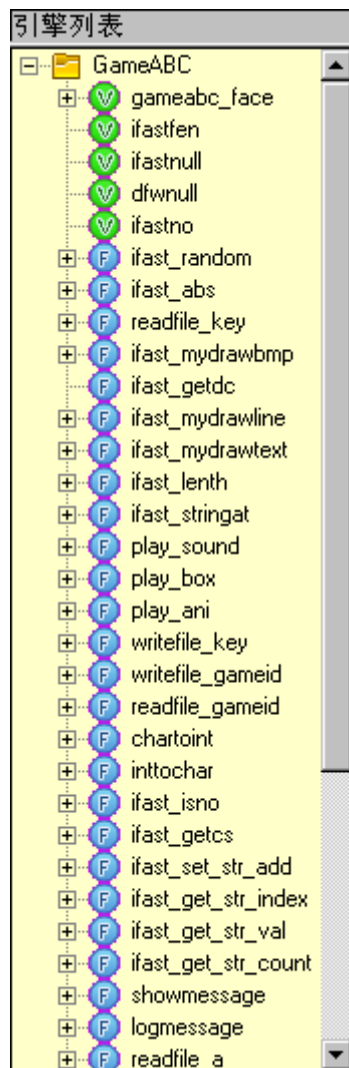 引擎列表
GameABC
gameabc_face
ifastfen
ifastnull
dfwnull
ifastno
ifast_random
ifast_abs
readfile_key
ifast_mydrawbmp
ifast_getdc
ifast_mydrawline
ifast_mydrawtext
ifast_lenth
ifast_stringat
play_sound
play_box
play_ani
writefile_key
writefile_gameid
readfile_gameid
chartoint
inttochar
ifast_isno
ifast_getcs
ifast_set_str_add
ifast_get_str_index
ifast_get_str_val
ifast_get_str_count
showmessage
logmessage
readfile_a